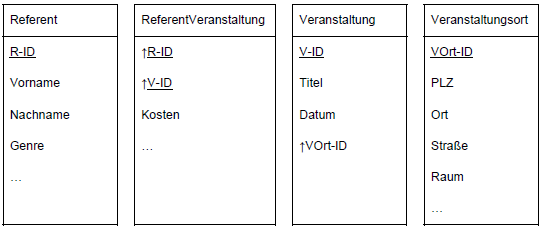 Referent
R-ID
Vorname
Nachname
Genre
…
ReferentVeranstaltung
↑R-ID
↑V-ID
Kosten
…
Veranstaltung
V-ID
Titel
Datum
↑VOrt-ID
Veranstaltungsort
VOrt-ID
PLZ
Ort
Straße
Raum
…